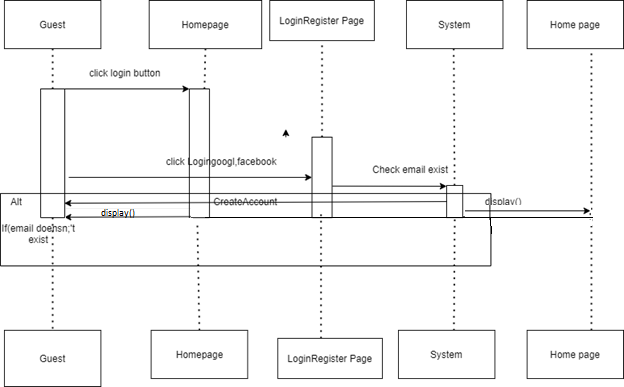 Guest
Homepage
LoginRegister Page
System
Home page
click login button
click Logingoogl,facebook
Check email exist
Alt
CreateAccount
display()
display()
If(email doehsn;'t
exist
Guest
Homepage
LoginRegister Page
System
Home page